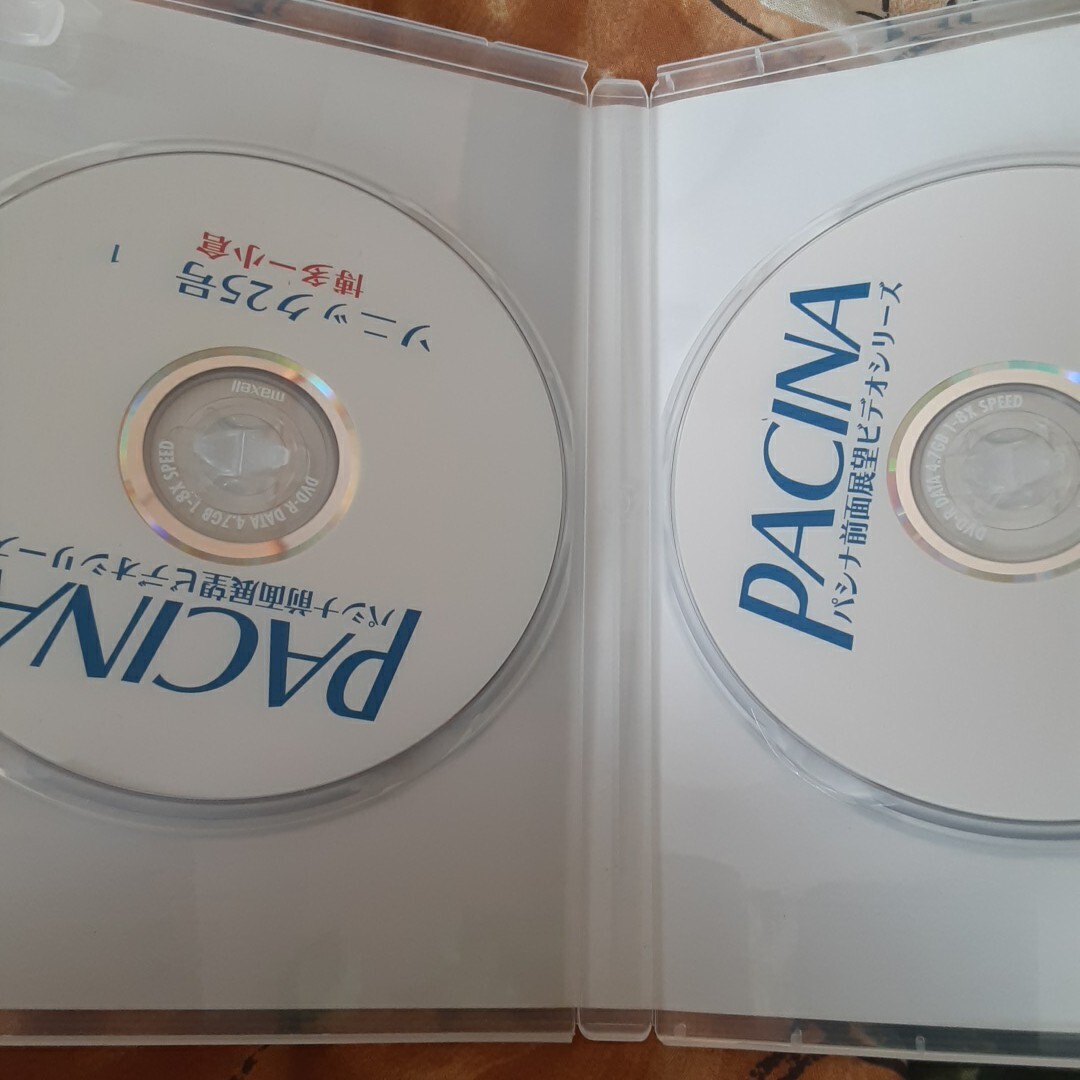 PACINA
パシナ前面展望ビデオシリーズ
maxell
DVD-R DATA 4.7GB 1-8X SPEED
ソニック25号
博多ー小倉
1
PACINA
パシナ前面展望ビデオシリーズ
DVD-R DATA 4.7GB 1-8X SPEED